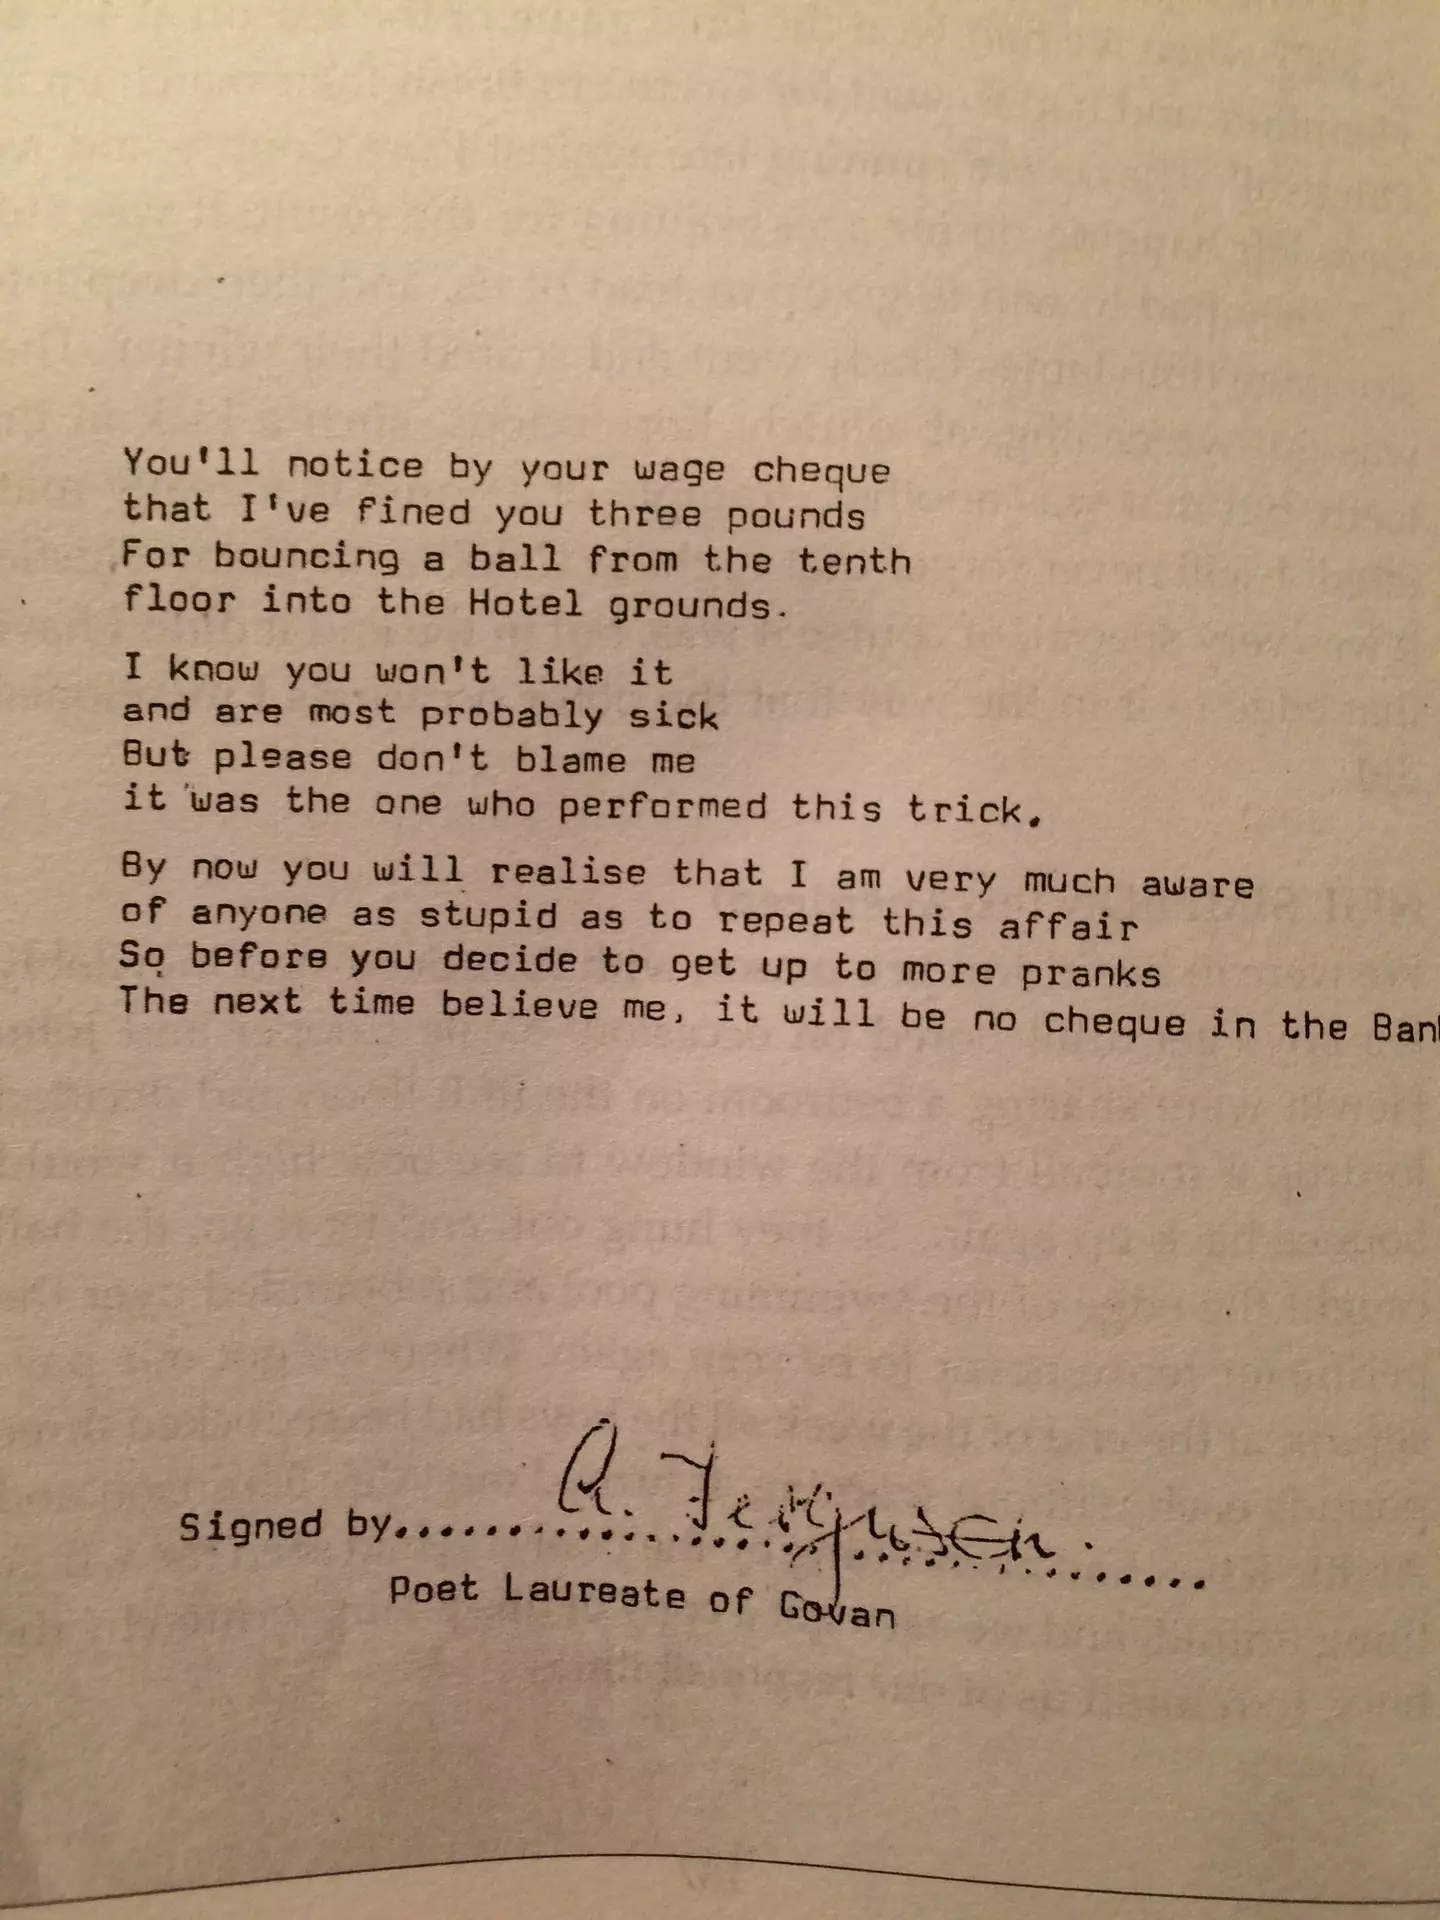 You'll notice by your wage cheque
that I've fined you three pounds
For bouncing a ball from the tenth
floor into the Hotel grounds.
I know you won't like it
and are most probably sick
But please don't blame me
it was the one who performed this trick.
By now you will realise that I am very much aware
of anyone as stupid as to repeat this affair
So before you decide to get up to more pranks
The next time believe me, it will be no cheque in the Ban
Signed by.......A. Ferguson.......
Poet Laureate of Govan